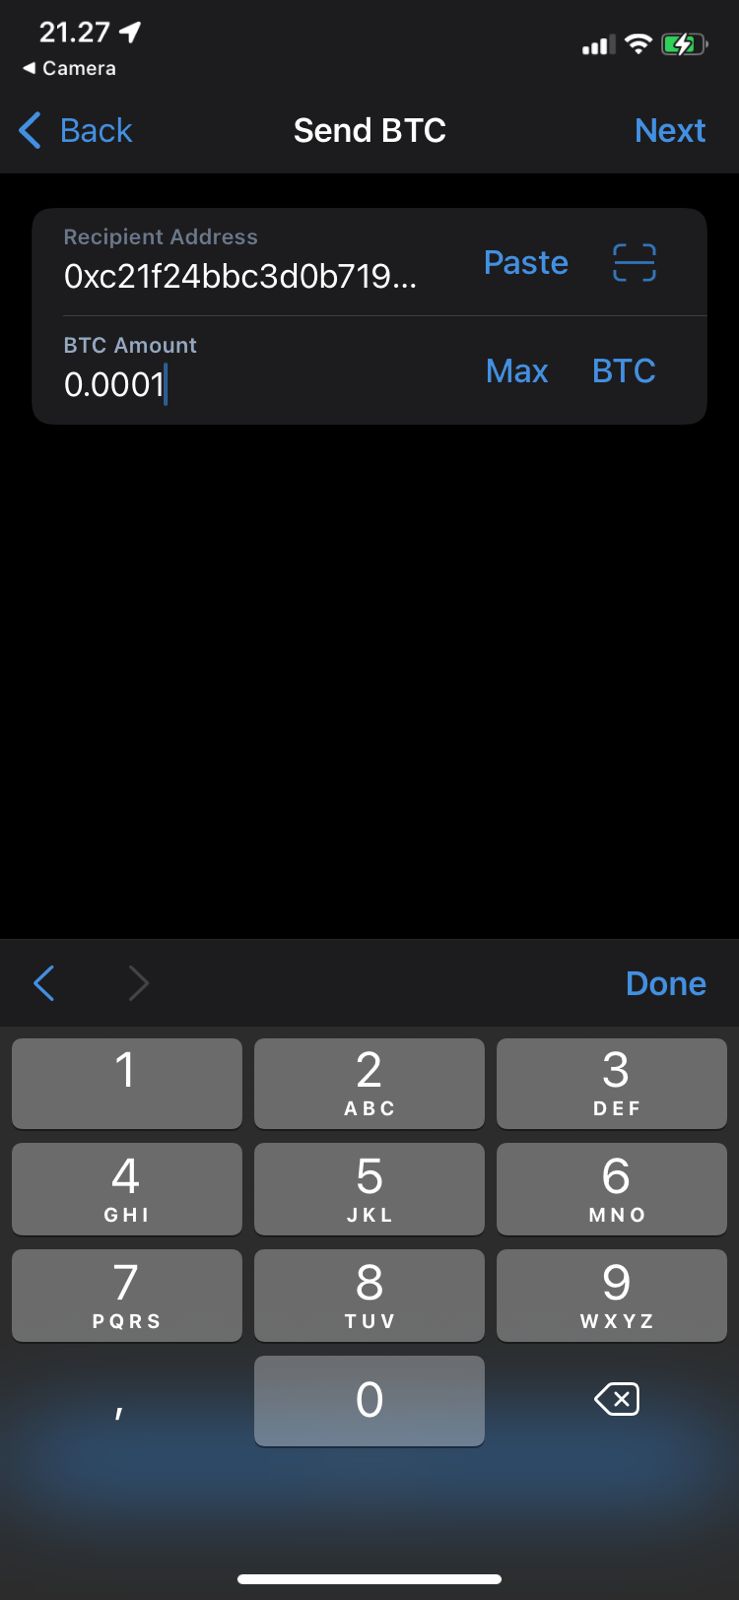 21.27
◀ Camera
Back
Send BTC
Next
Recipient Address
0xc21f24bbc3d0b719...
Paste
BTC Amount
0.0001
Max
BTC
Done
1
2
ABC
3
DEF
4
GHI
5
JKL
6
MNO
7
PQRS
8
TUV
9
WXYZ
,
0